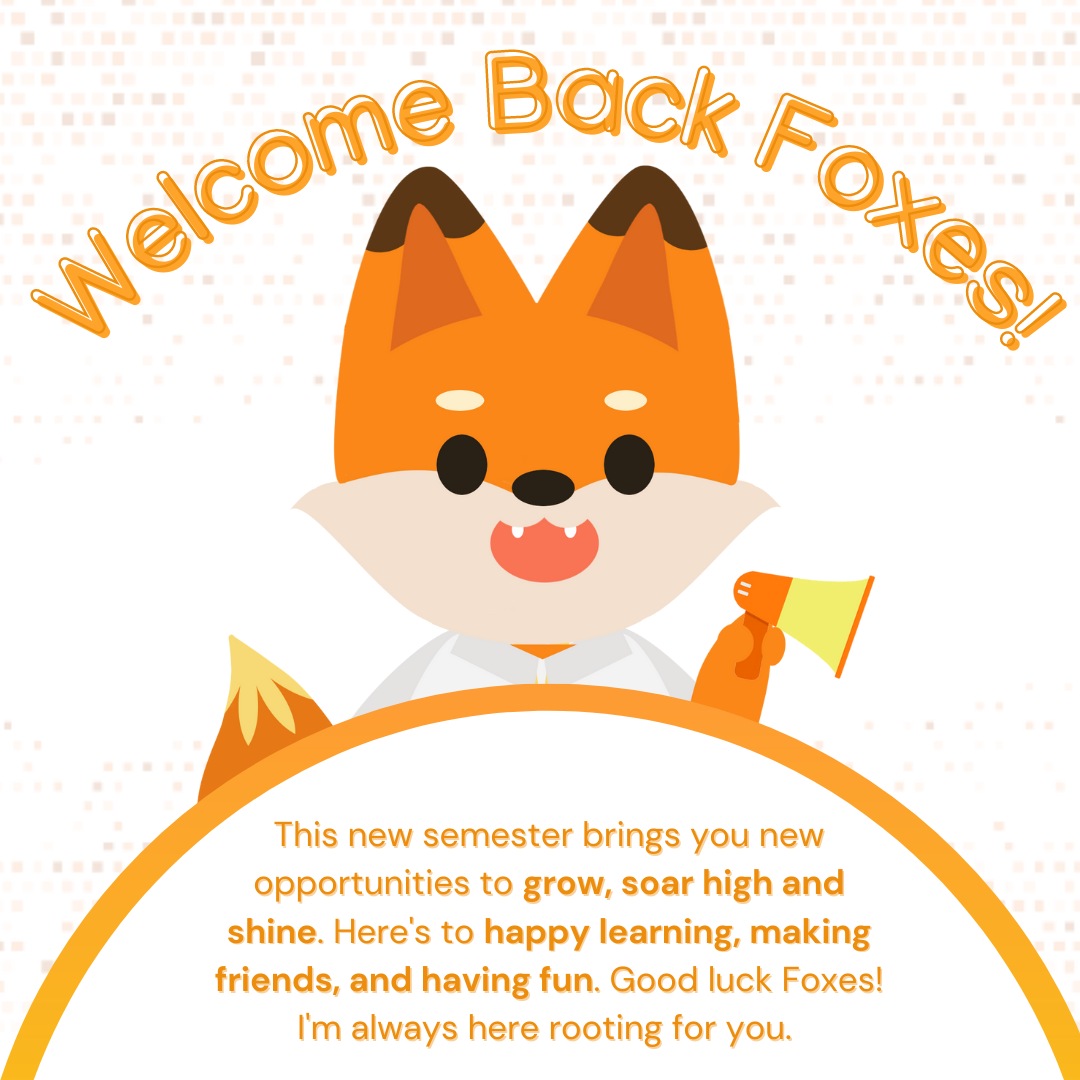 Welcome Back Foxes!
This new semester brings you new
opportunities to grow, soar high and
shine. Here's to happy learning, making
friends, and having fun. Good luck Foxes!
I'm always here rooting for you.